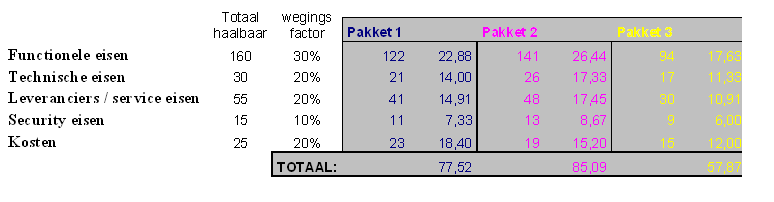 Totaal haalbaar wegings factor Pakket 1 Pakket 2 Pakket 3
Functionele eisen 160 30% 122 22,88 141 26,44 94 17,63
Technische eisen 30 20% 21 14,00 26 17,33 17 11,33
Leveranciers / service eisen 55 20% 41 14,91 48 17,45 30 10,91
Security eisen 15 10% 11 7,33 13 8,67 9 6,00
Kosten 25 20% 23 18,40 19 15,20 15 12,00
TOTAAL: 77,52 85,09 57,87